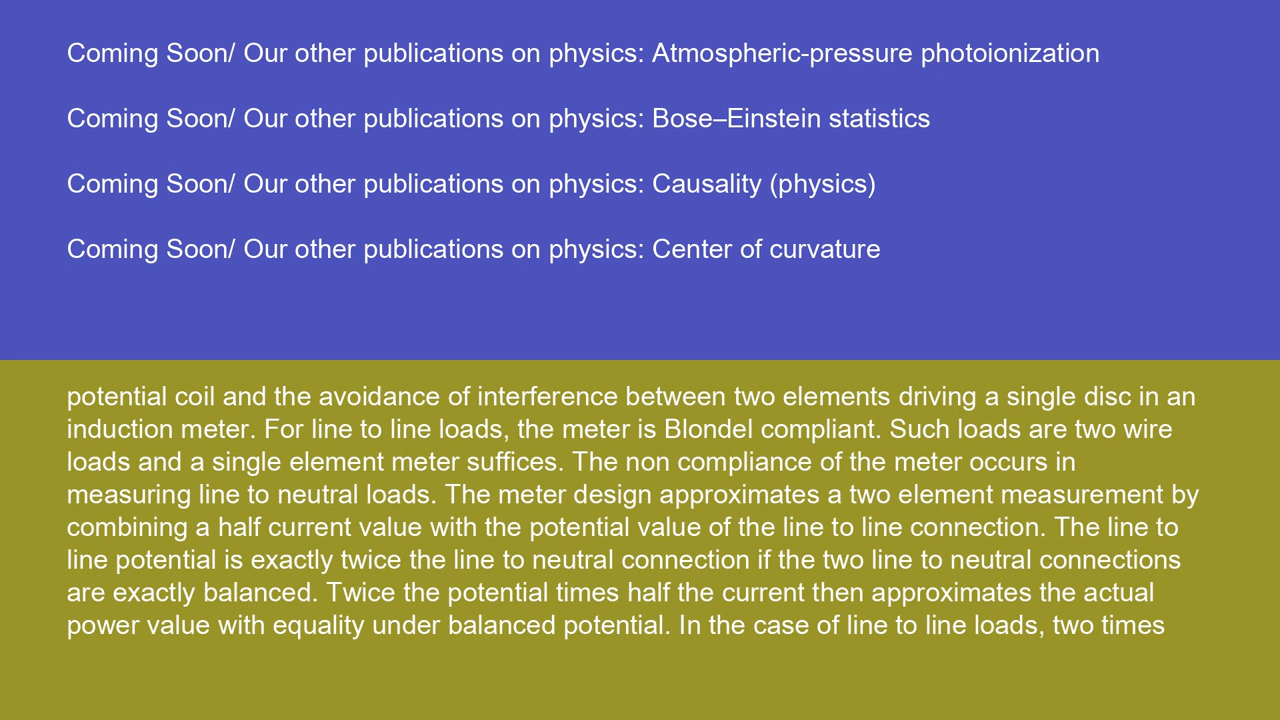 Coming Soon/ Our other publications on physics: Atmospheric-pressure photoionization
Coming Soon/ Our other publications on physics: Bose–Einstein statistics
Coming Soon/ Our other publications on physics: Causality (physics)
Coming Soon/ Our other publications on physics: Center of curvature
potential coil and the avoidance of interference between two elements driving a single disc in an
induction meter. For line to line loads, the meter is Blondel compliant. Such loads are two wire
loads and a single element meter suffices. The non compliance of the meter occurs in
measuring line to neutral loads. The meter design approximates a two element measurement by
combining a half current value with the potential value of the line to line connection. The line to
line potential is exactly twice the line to neutral connection if the two line to neutral connections
are exactly balanced. Twice the potential times half the current then approximates the actual
power value with equality under balanced potential. In the case of line to line loads, two times